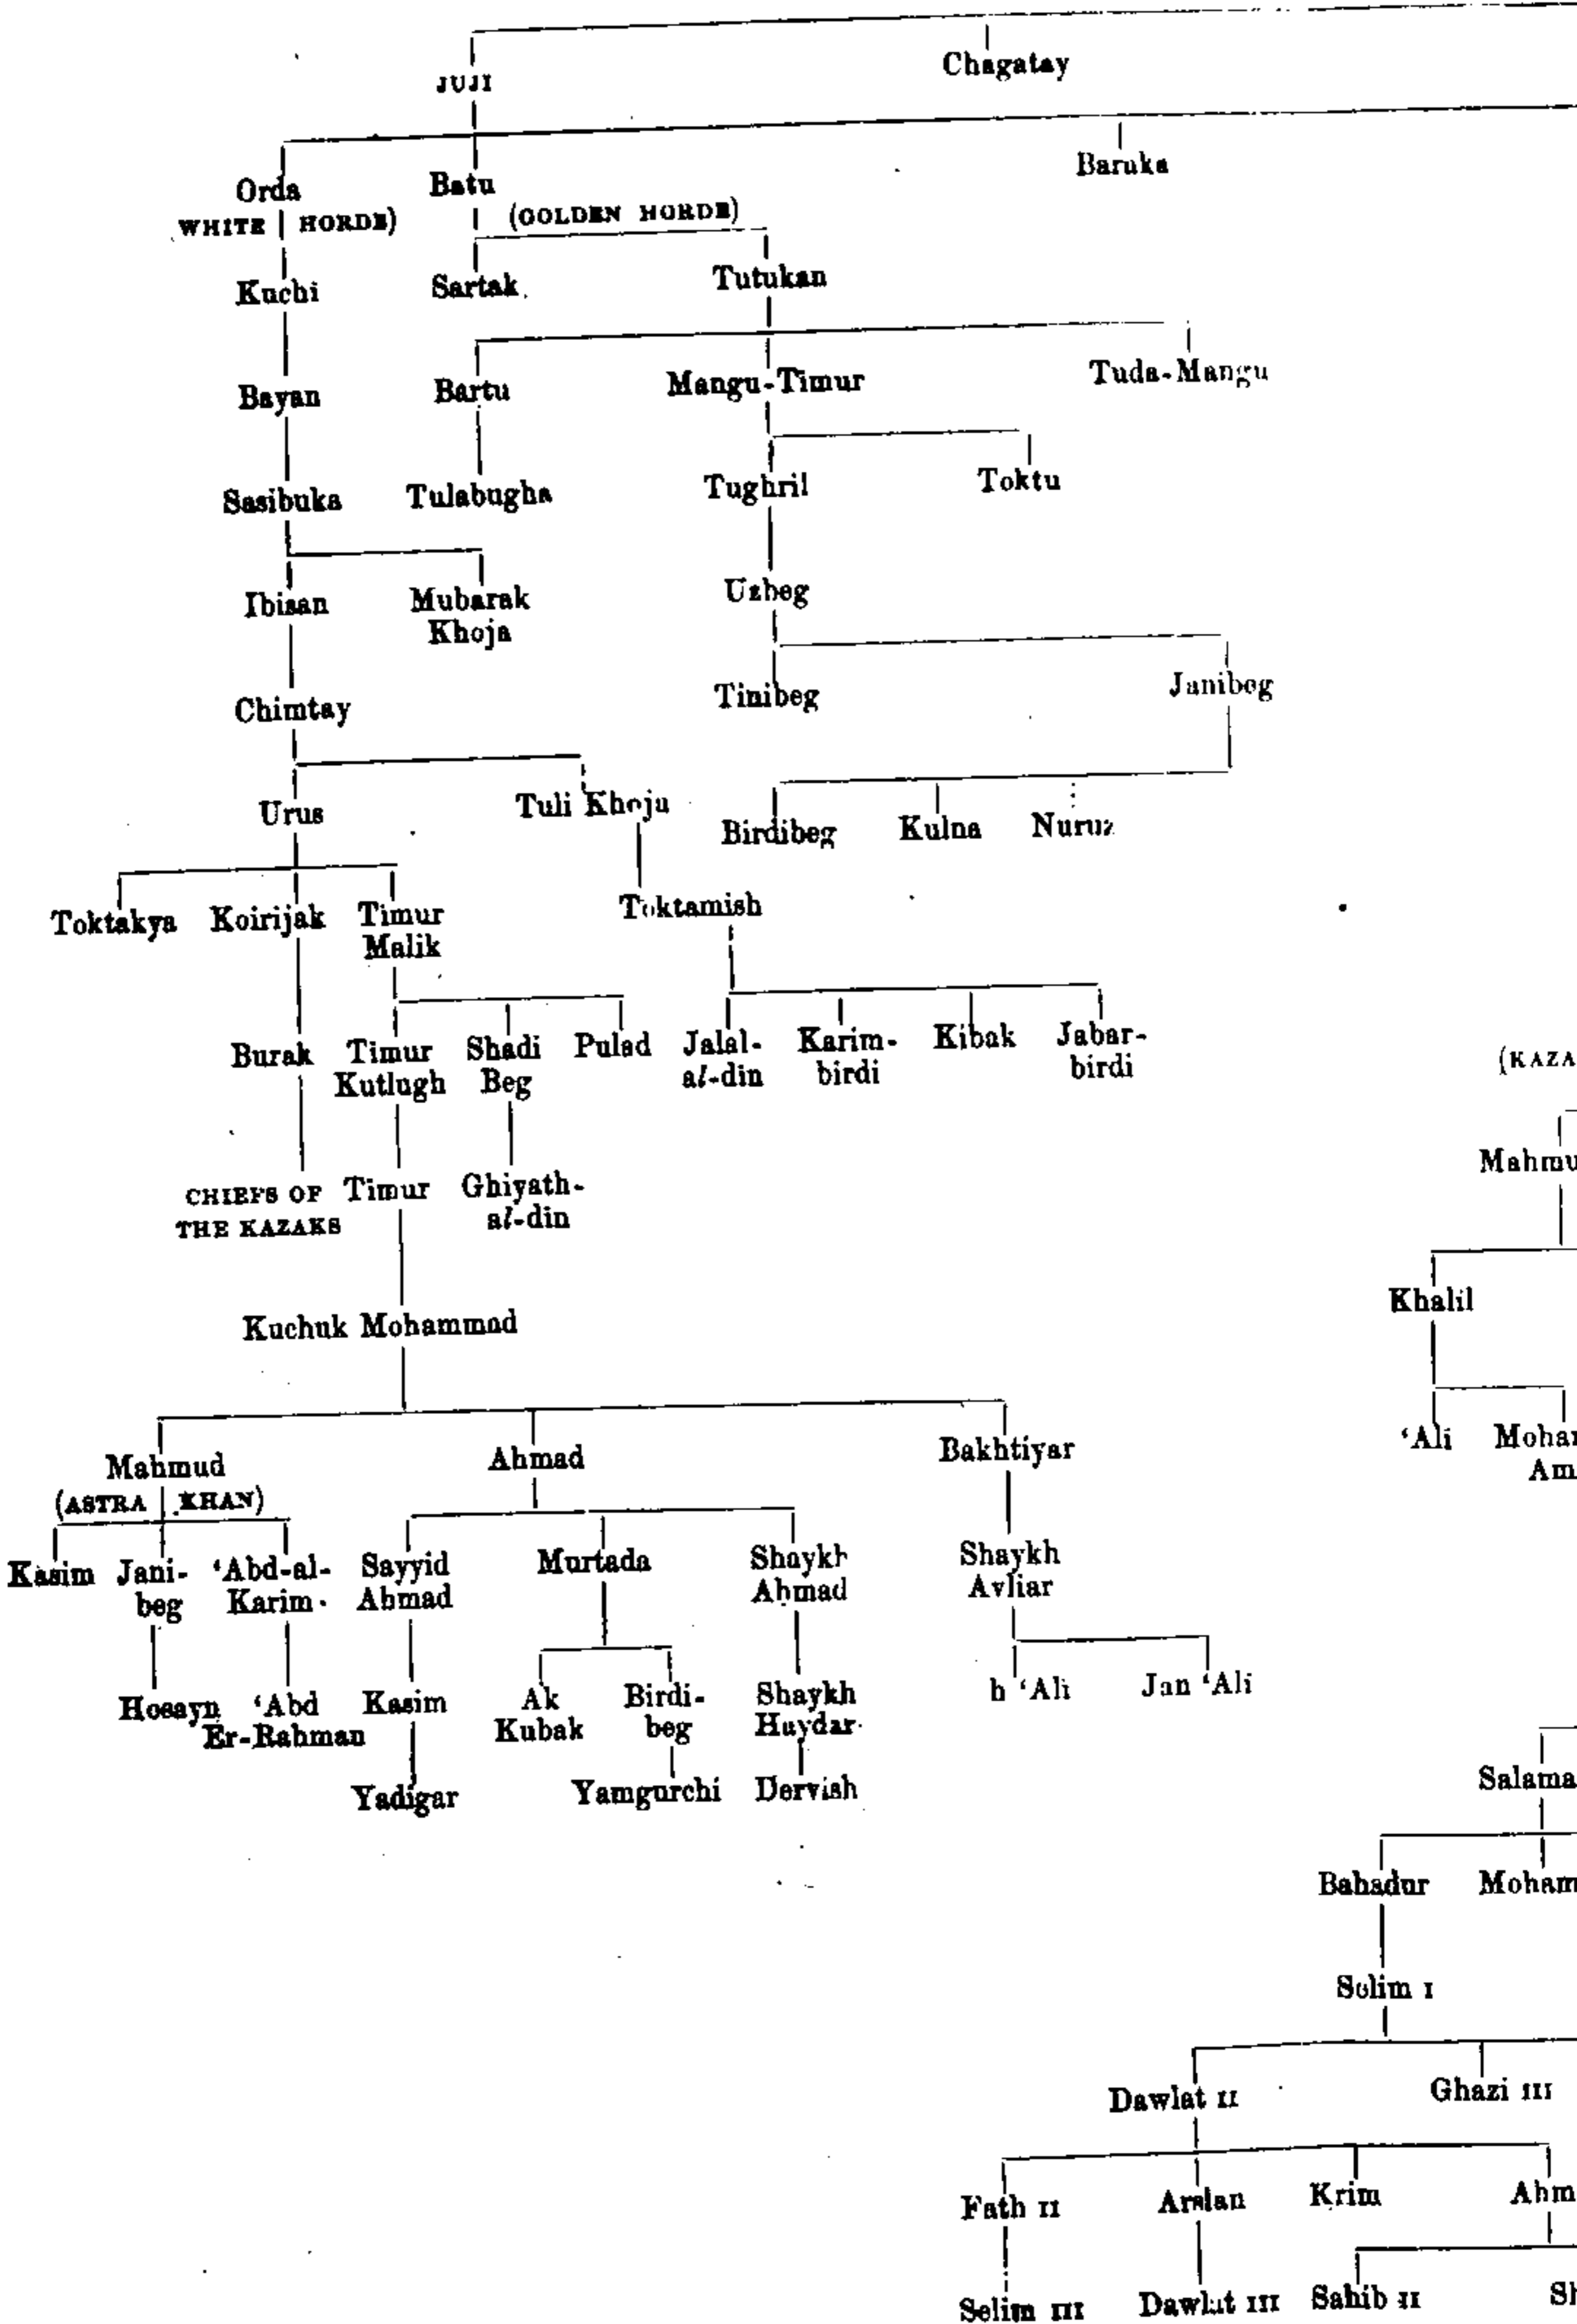 Chagatay
JUJI
Baruka
Orda Batu
WHITE HORDE) (GOLDEN HORDE)
Kuchi Sartak Tutukan
Bayan Bartu Mangu-Timur Tuda-Mangu
Sasibuka Tulabugha Tughril Toktu
Ibisan Mubarak Uzbeg
Khoja
Chimtay Tinibeg Janibeg
Urus Tuli Khoja Birdibeg Kulna Nuruz
Toktakya Koirijak Timur Toktamish
Malik
Burak Timur Shadi Pulad Jalal- Karim- Kibak Jabar-
Kutlugh Beg al-din birdi birdi
(KAZA
Mahmu
CHIEFS OF Timur Ghiyath-
THE KAZAKS al-din
Khalil
Kuchuk Mohammad
Mahmud Ahmad Bakhtiyar 'Ali Moham
(ASTRA KHAN) Am
Kasim Jani- 'Abd-al- Sayyid Murtada Shaykh Shaykh
beg Karim Ahmad Ahmad Avliar
Hosayn 'Abd Kasim Ak Birdi- Shaykh h 'Ali Jan 'Ali
Er-Rahman Kubak beg Haydar
Yadigar Yamgurchi Dervish Salama
Bahadur Moham
Selim I
Dawlat II Ghazi III
Fath II Arslan Krim Ahm
Selim III Dawlat III Sahib II Sh